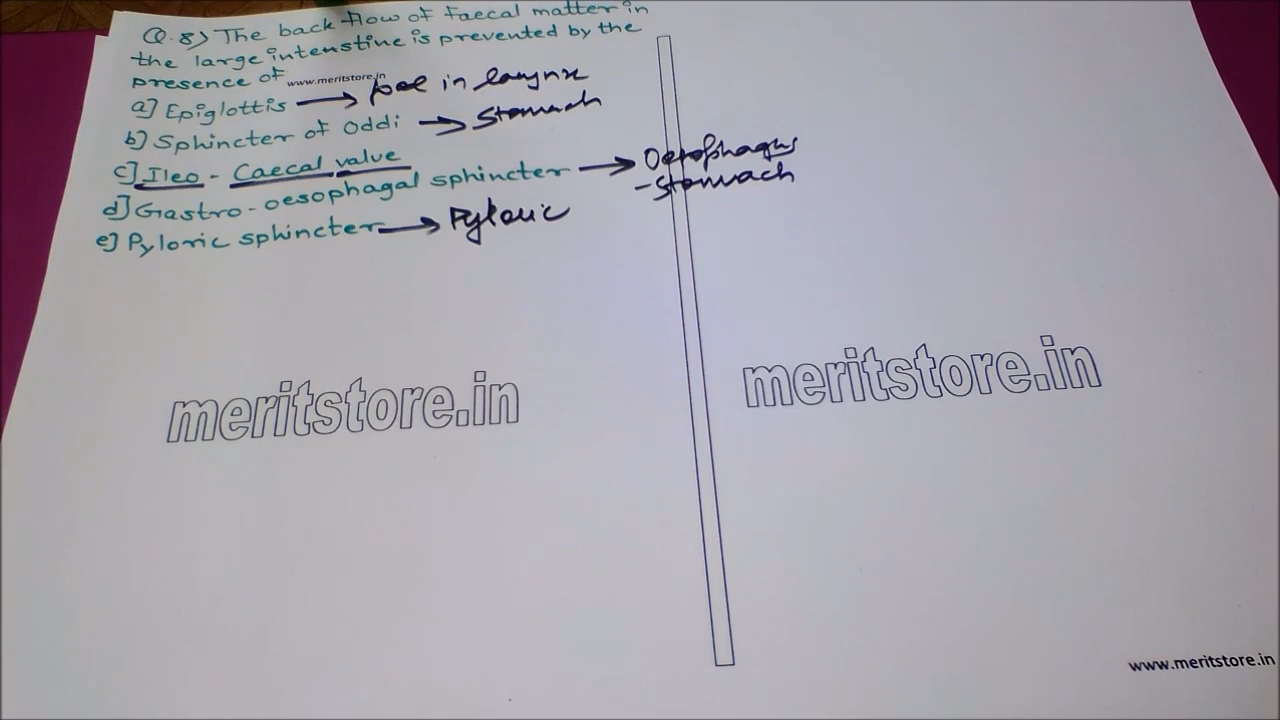 Q.8) The back flow of faecal matter in
the large intenstine is prevented by the
presence of
www.meritstore.in
a] Epiglottis → food in larynx
b] Sphincter of Oddi → Stomach
c] Ileo - Caecal value
d] Gastro - oesophagal sphincter → Oesophagus
- Stomach
e] Pyloric sphincter → Pyloric
meritstore.in
meritstore.in
www.meritstore.in